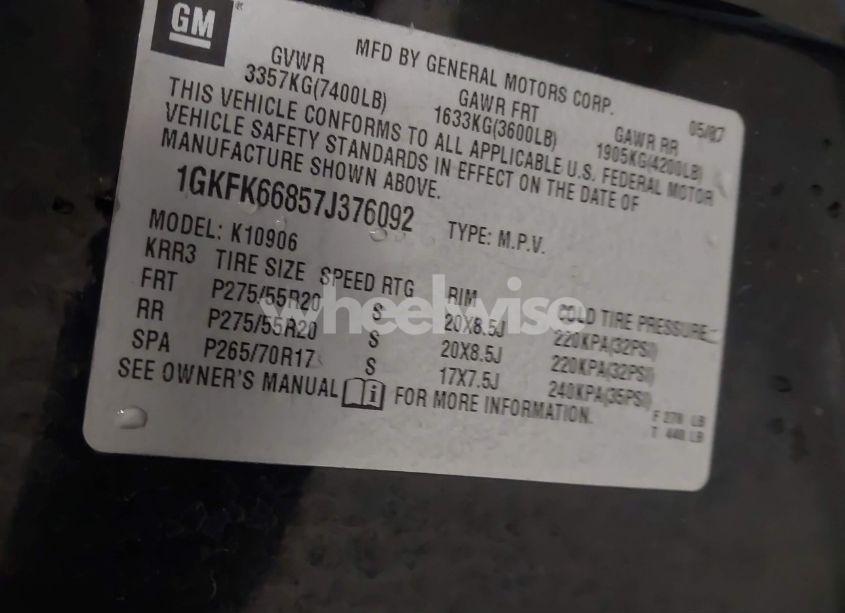 GM
MFD BY GENERAL MOTORS CORP. 05/07
GVWR GAWR FRT GAWR RR
3357KG(7400LB) 1633KG(3600LB) 1905KG(4200LB)
THIS VEHICLE CONFORMS TO ALL APPLICABLE U.S. FEDERAL MOTOR
VEHICLE SAFETY STANDARDS IN EFFECT ON THE DATE OF
MANUFACTURE SHOWN ABOVE.
1GKFK66857J376092 TYPE: M.P.V.
MODEL: K10906
KRR3 TIRE SIZE SPEED RTG RIM COLD TIRE PRESSURE
FRT P275/55R20 S 20X8.5J 220KPA(32PSI)
RR P275/55R20 S 20X8.5J 220KPA(32PSI)
SPA P265/70R17 S 17X7.5J 240KPA(35PSI)
SEE OWNER'S MANUAL i FOR MORE INFORMATION.
F 278 LB
T 448 LB
wheelwise